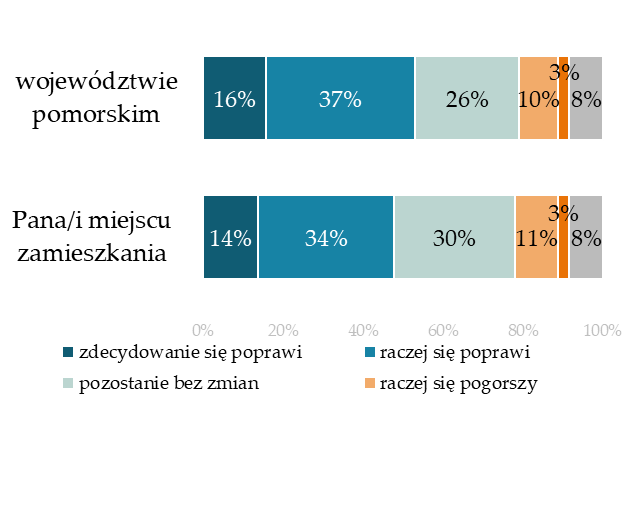 województwie
pomorskim
16% 37% 26% 10% 3% 8%
Pana/i miejscu
zamieszkania
14% 34% 30% 11% 3% 8%
0% 20% 40% 60% 80% 100%
zdecydowanie się poprawi raczej się poprawi
pozostanie bez zmian raczej się pogorszy